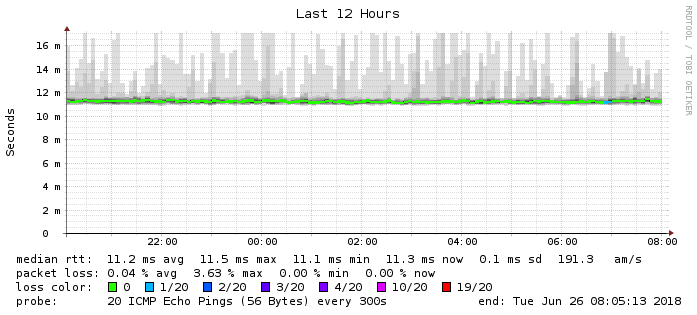 Last 12 Hours
RRDTOOL / TOBI OETIKER
Seconds
16 m
14 m
12 m
10 m
8 m
6 m
4 m
2 m
0
22:00 00:00 02:00 04:00 06:00 08:00
median rtt: 11.2 ms avg 11.5 ms max 11.1 ms min 11.3 ms now 0.1 ms sd 191.3 am/s
packet loss: 0.04 % avg 3.63 % max 0.00 % min 0.00 % now
loss color: 0 1/20 2/20 3/20 4/20 10/20 19/20
probe: 20 ICMP Echo Pings (56 Bytes) every 300s end: Tue Jun 26 08:05:13 2018